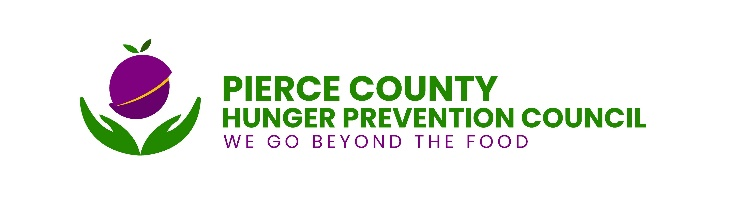 PIERCE COUNTY
HUNGER PREVENTION COUNCIL
WE GO BEYOND THE FOOD